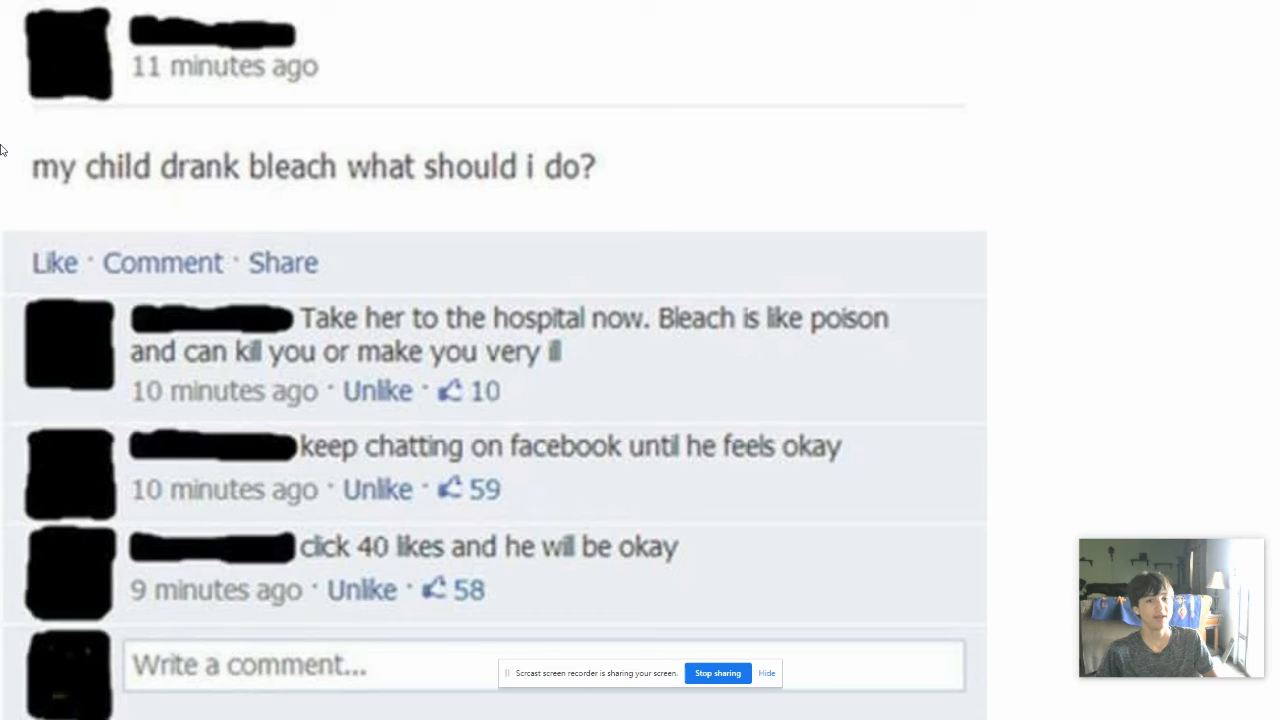 11 minutes ago
my child drank bleach what should i do?
Like · Comment · Share
Take her to the hospital now. Bleach is like poison
and can kill you or make you very ill
10 minutes ago · Unlike · 10
keep chatting on facebook until he feels okay
10 minutes ago · Unlike · 59
click 40 likes and he will be okay
9 minutes ago · Unlike · 58
Write a comment...
Scrcast screen recorder is sharing your screen. Stop sharing Hide